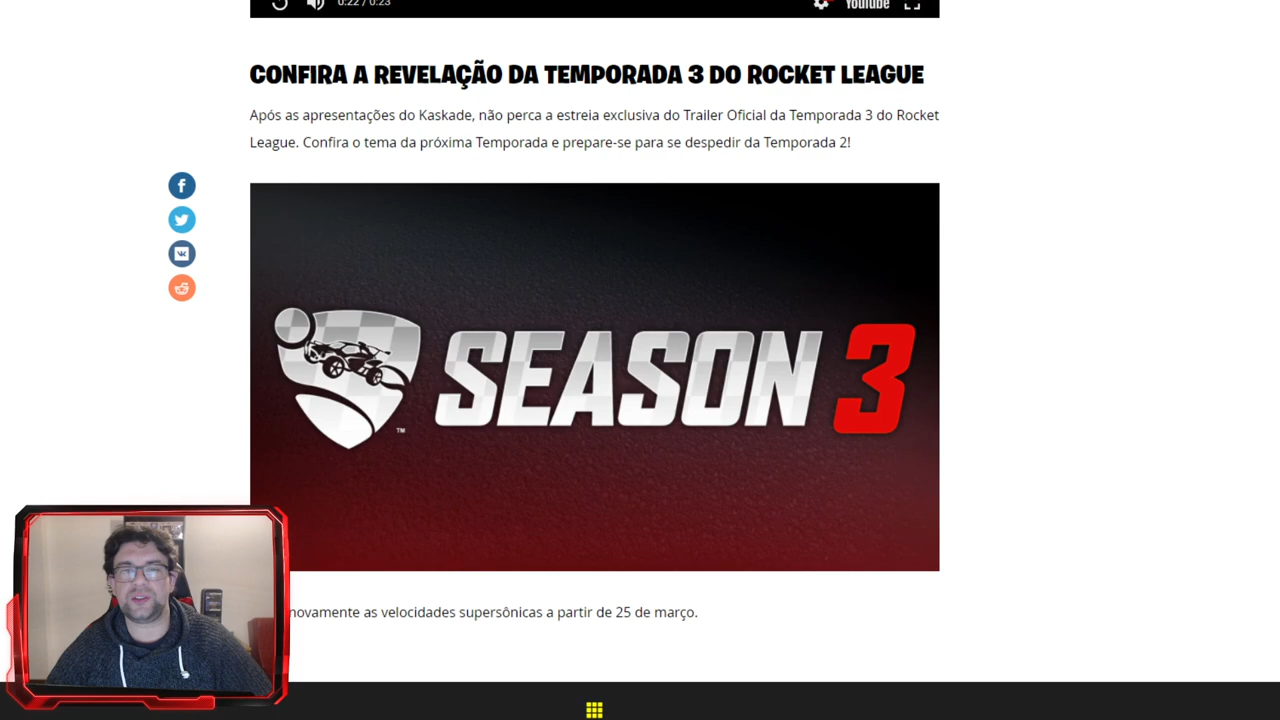 0:22 / 0:23
YouTube
CONFIRA A REVELAÇÃO DA TEMPORADA 3 DO ROCKET LEAGUE
Após as apresentações do Kaskade, não perca a estreia exclusiva do Trailer Oficial da Temporada 3 do Rocket
League. Confira o tema da próxima Temporada e prepare-se para se despedir da Temporada 2!
SEASON 3
TM
novamente as velocidades supersônicas a partir de 25 de março.